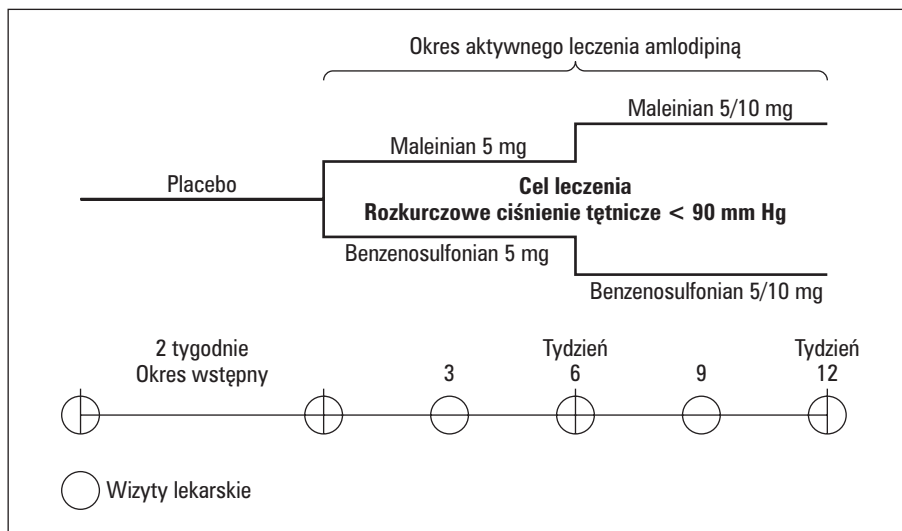 Okres aktywnego leczenia amlodipiną
Maleinian 5/10 mg
Maleinian 5 mg
Placebo
Cel leczenia
Rozkurczowe ciśnienie tętnicze < 90 mm Hg
Benzenosulfonian 5 mg
Benzenosulfonian 5/10 mg
2 tygodnie
Okres wstępny
3
Tydzień
6
9
Tydzień
12
Wizyty lekarskie